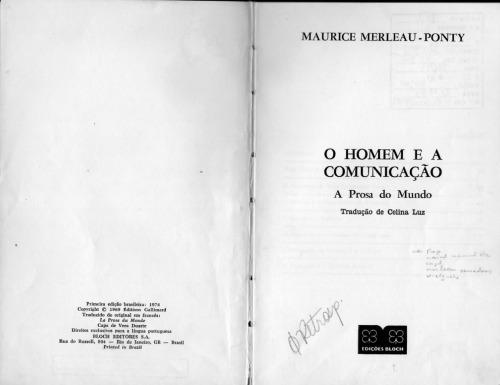 Primeira edição brasileira: 1974
Copyright © 1969 Éditions Gallimard
Traduzido do original em francês:
La Prose du Monde
Capa de Vera Duarte
Direitos exclusivos para a língua portuguesa
BLOCH EDITORES S.A.
Rua do Russell, 804 — Rio de Janeiro, GB — Brasil
Printed in Brazil
MAURICE MERLEAU-PONTY
O HOMEM E A
COMUNICAÇÃO
A Prosa do Mundo
Tradução de Celina Luz
EDIÇÕES BLOCH